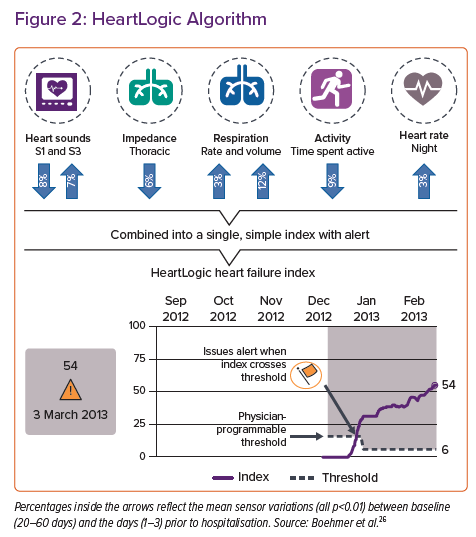 Figure 2: HeartLogic Algorithm
Heart sounds
S1 and S3
Impedance
Thoracic
Respiration
Rate and volume
Activity
Time spent active
Heart rate
Night
8%
7%
6%
3%
12%
9%
3%
Combined into a single, simple index with alert
HeartLogic heart failure index
Sep
2012
Oct
2012
Nov
2012
Dec
2012
Jan
2013
Feb
2013
100
75
50
25
0
54
!
3 March 2013
Issues alert when
index crosses
threshold
Physician-
programmable
threshold
54
6
Index
Threshold
Percentages inside the arrows reflect the mean sensor variations (all p<0.01) between baseline
(20–60 days) and the days (1–3) prior to hospitalisation. Source: Boehmer et al.26